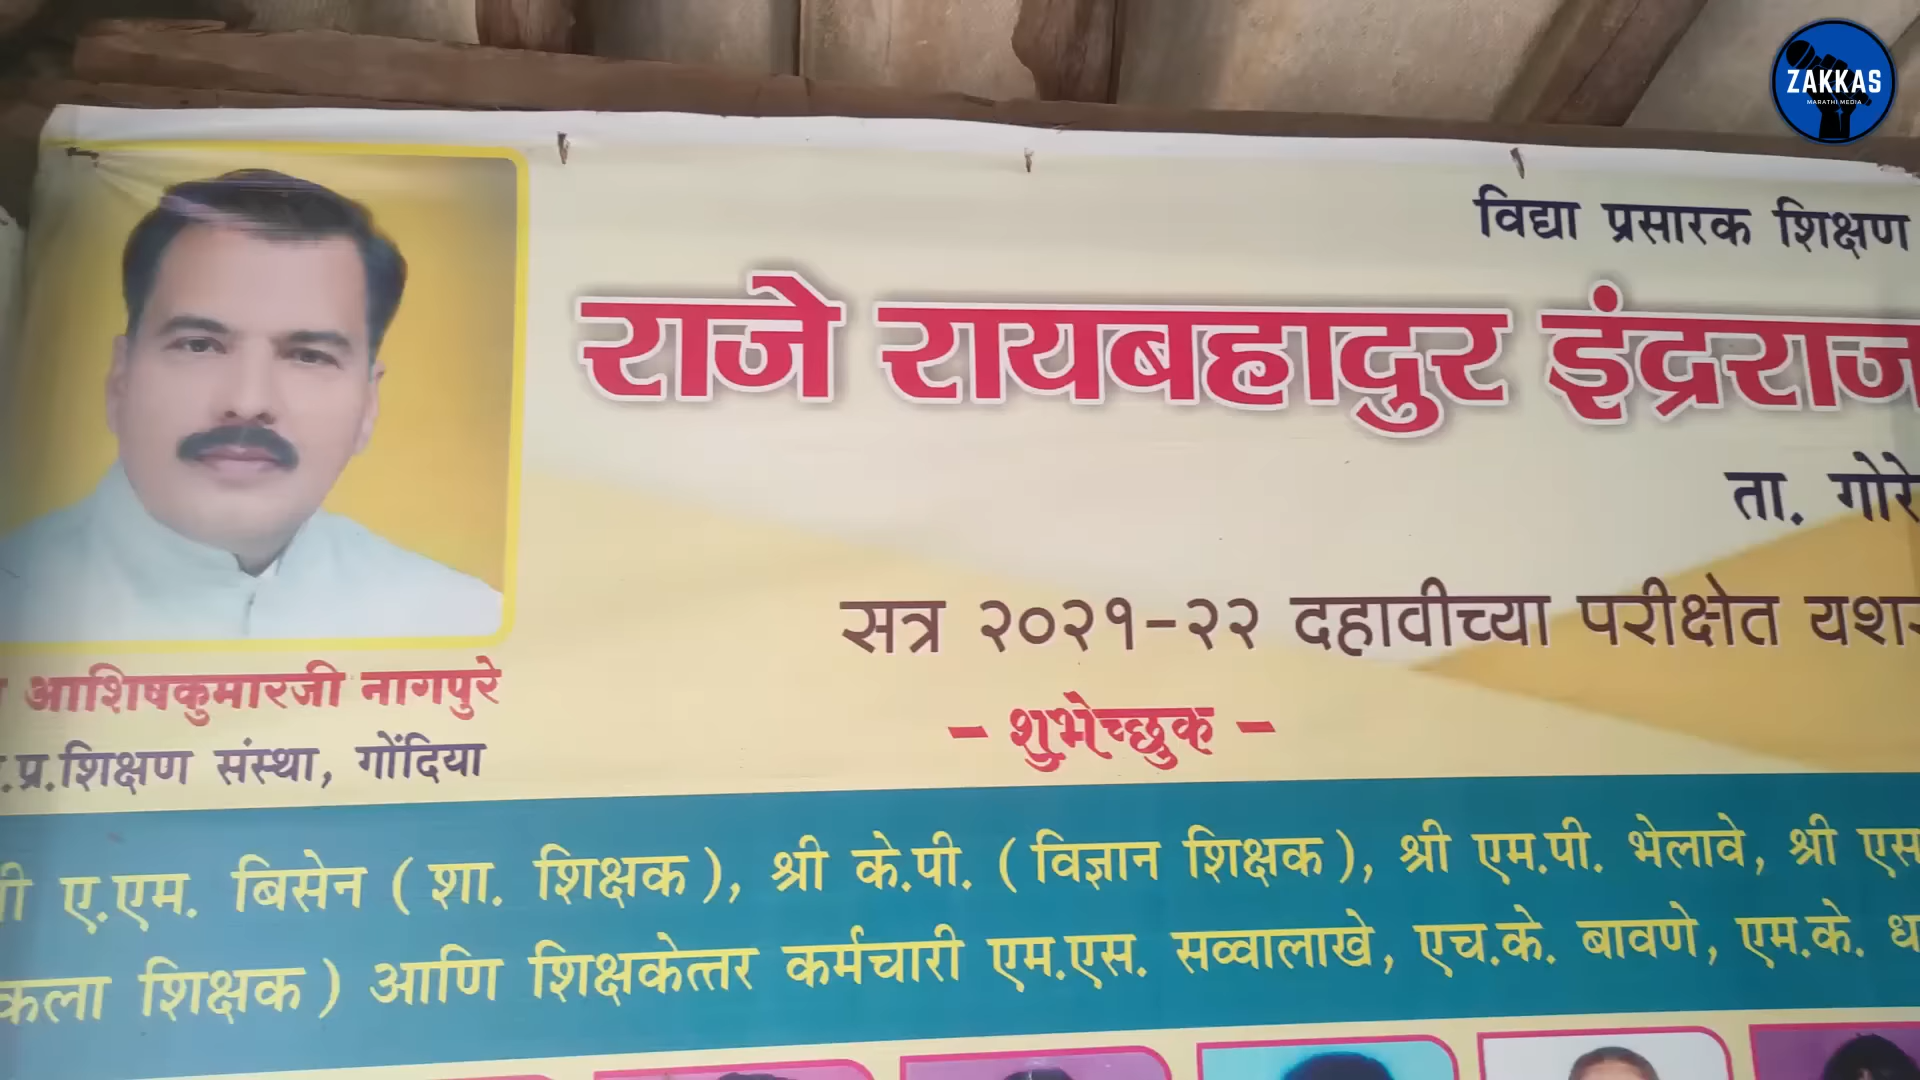 ZAKKAS
MARATHI MEDIA
विद्या प्रसारक शिक्षण
राजे रायबहादुर इंद्रराज
ता. गोरे
सत्र २०२१-२२ दहावीच्या परीक्षेत
- शुभेच्छुक -
आशिषकुमारजी नागपुरे
.प्र.शिक्षण संस्था, गोंदिया
ए.एम. बिसेन ( शा. शिक्षक ), श्री के.पी. ( विज्ञान शिक्षक ), श्री एम.पी. भेलावे, श्री एस
कला शिक्षक ) आणि शिक्षकेत्तर कर्मचारी एम.एस. सव्वालाखे, एच.के. बावणे, एम.के.